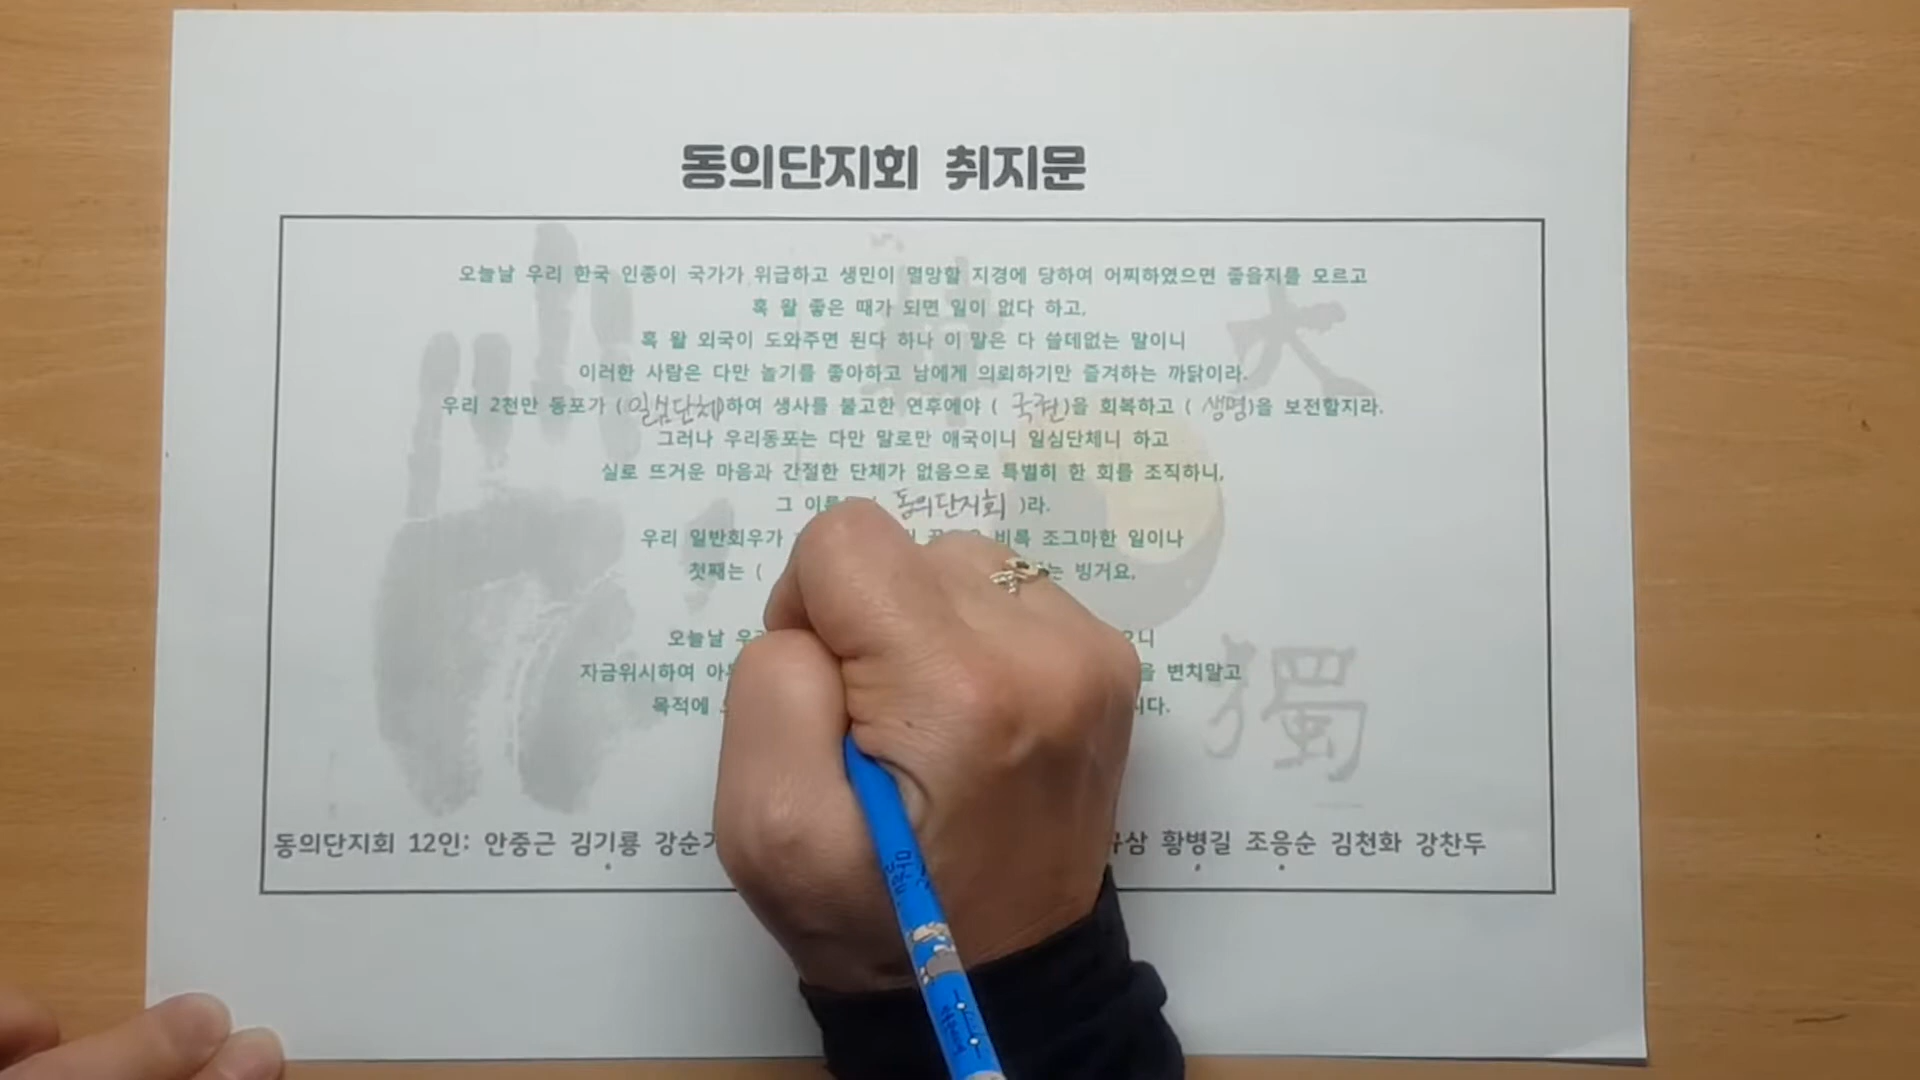 동의단지회 취지문
오늘날 우리 한국 인종이 국가가 위급하고 생민이 멸망할 지경에 당하여 어찌하였으면 좋을지를 모르고
혹 왈 좋은 때가 되면 일이 없다 하고,
혹 왈 외국이 도와주면 된다 하나 이 말은 다 쓸데없는 말이니
이러한 사람은 다만 놀기를 좋아하고 남에게 의뢰하기만 즐겨하는 까닭이라.
우리 2천만 동포가 (일심단체)하여 생사를 불고한 연후에야 ( 국권)을 회복하고 ( 생명)을 보전할지라.
그러나 우리동포는 다만 말로만 애국이니 일심단체니 하고
실로 뜨거운 마음과 간절한 단체가 없음으로 특별히 한 회를 조직하니,
그 동의단지회 )라.
우리 일반회우가 비록 조그마한 일이나
첫째는 ( 빙거요,
오늘날
자금위시하여 변치말고
목적에
동의단지회 12인: 안중근 김기룡 황병길 조응순 김천화 강찬두
大
韓
獨